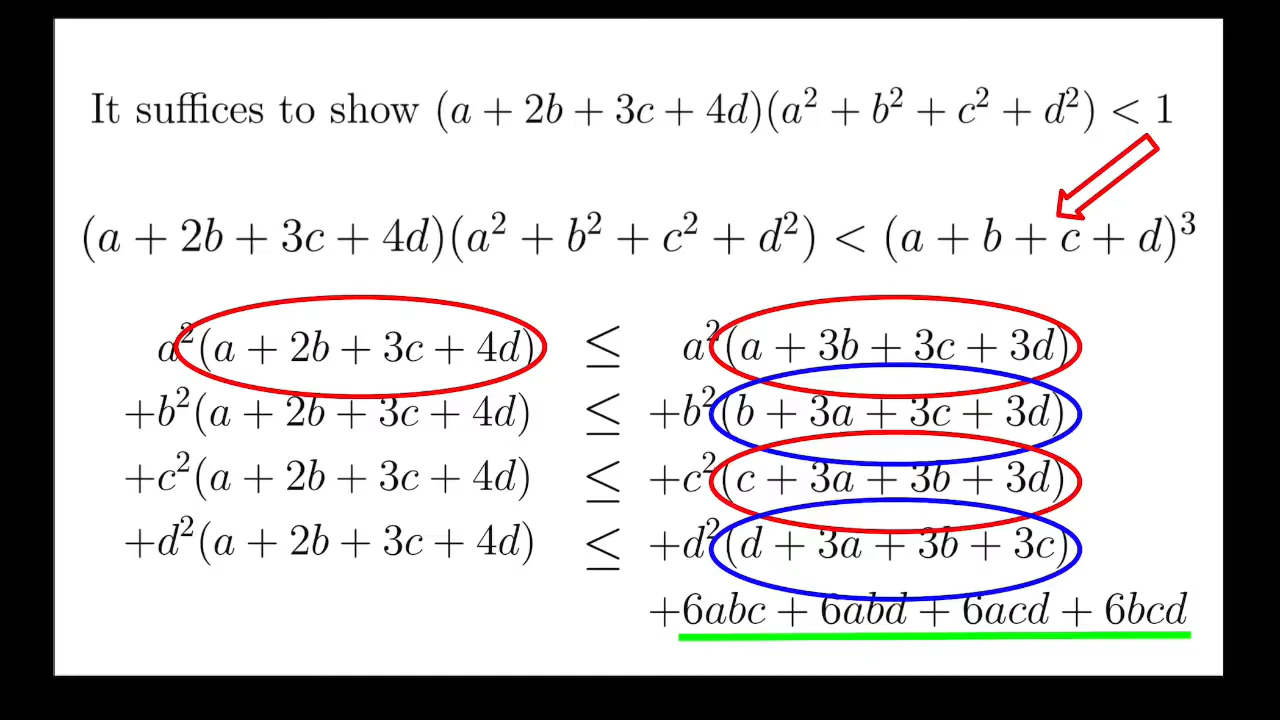 It suffices to show (a + 2b + 3c + 4d)(a² + b² + c² + d²) < 1
(a + 2b + 3c + 4d)(a² + b² + c² + d²) < (a + b + c + d)³
a²(a + 2b + 3c + 4d) ≤ a²(a + 3b + 3c + 3d)
+b²(a + 2b + 3c + 4d) ≤ +b²(b + 3a + 3c + 3d)
+c²(a + 2b + 3c + 4d) ≤ +c²(c + 3a + 3b + 3d)
+d²(a + 2b + 3c + 4d) ≤ +d²(d + 3a + 3b + 3c)
+6abc + 6abd + 6acd + 6bcd